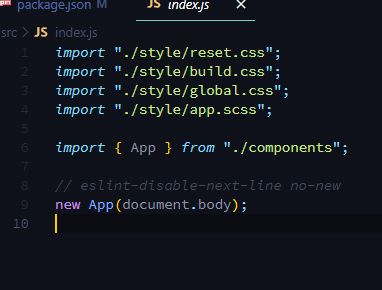 package.json M
JS index.js ✕
src > JS index.js
1 import "./style/reset.css";
2 import "./style/build.css";
3 import "./style/global.css";
4 import "./style/app.scss";
5
6 import { App } from "./components";
7
8 // eslint-disable-next-line no-new
9 new App(document.body);
10